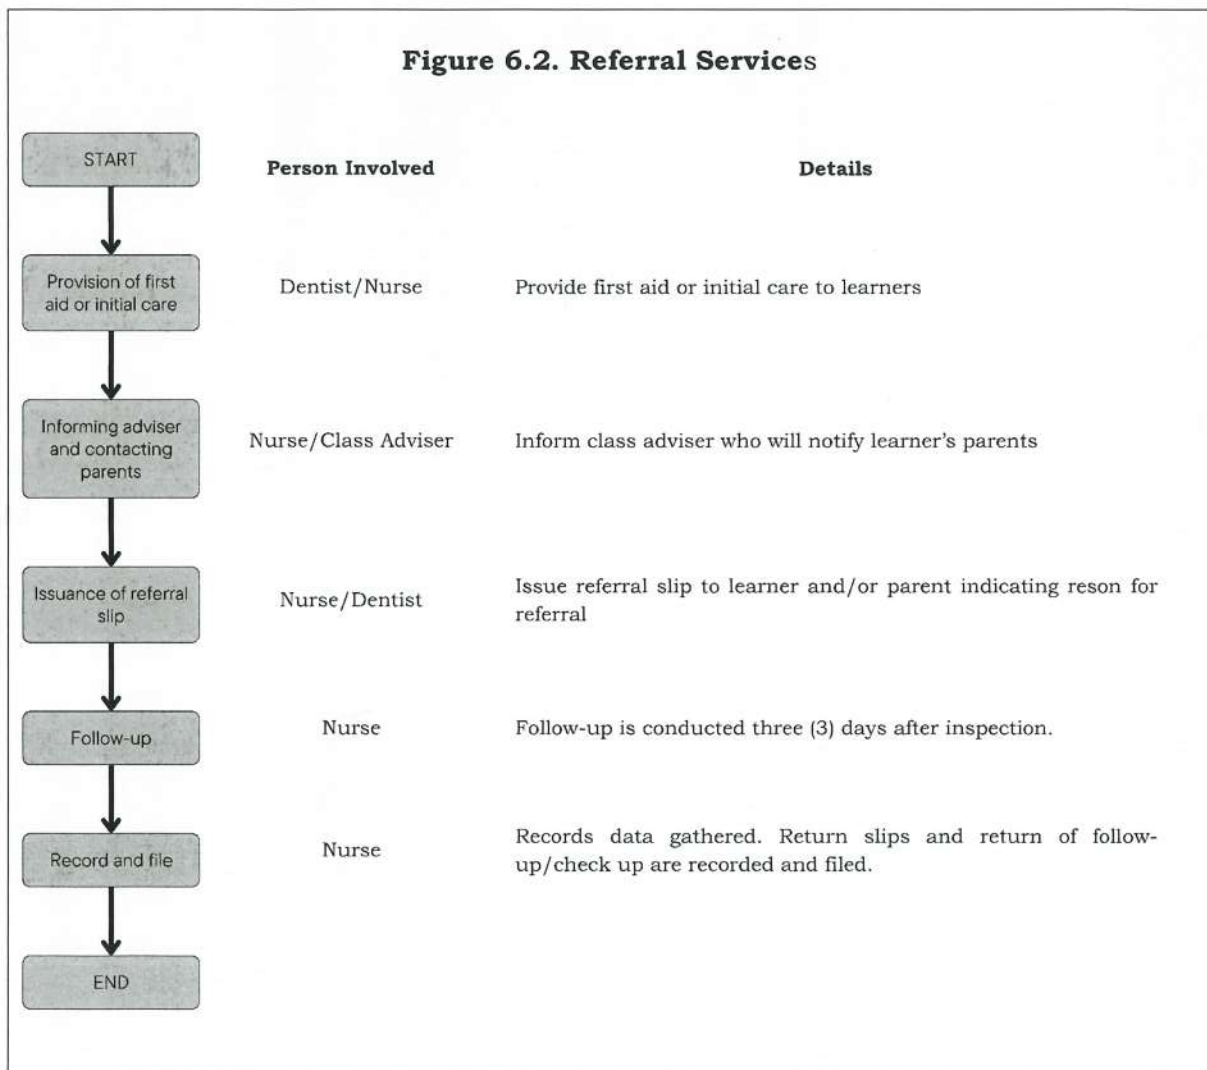 Figure 6.2. Referral Services
START
Person Involved
Details
Provision of first
aid or initial care
Dentist/Nurse
Provide first aid or initial care to learners
Informing adviser
and contacting
parents
Nurse/Class Adviser
Inform class adviser who will notify learner's parents
Issuance of referral
slip
Nurse/Dentist
Issue referral slip to learner and/or parent indicating reson for
referral
Follow-up
Nurse
Follow-up is conducted three (3) days after inspection.
Record and file
Nurse
Records data gathered. Return slips and return of follow-
up/check up are recorded and filed.
END